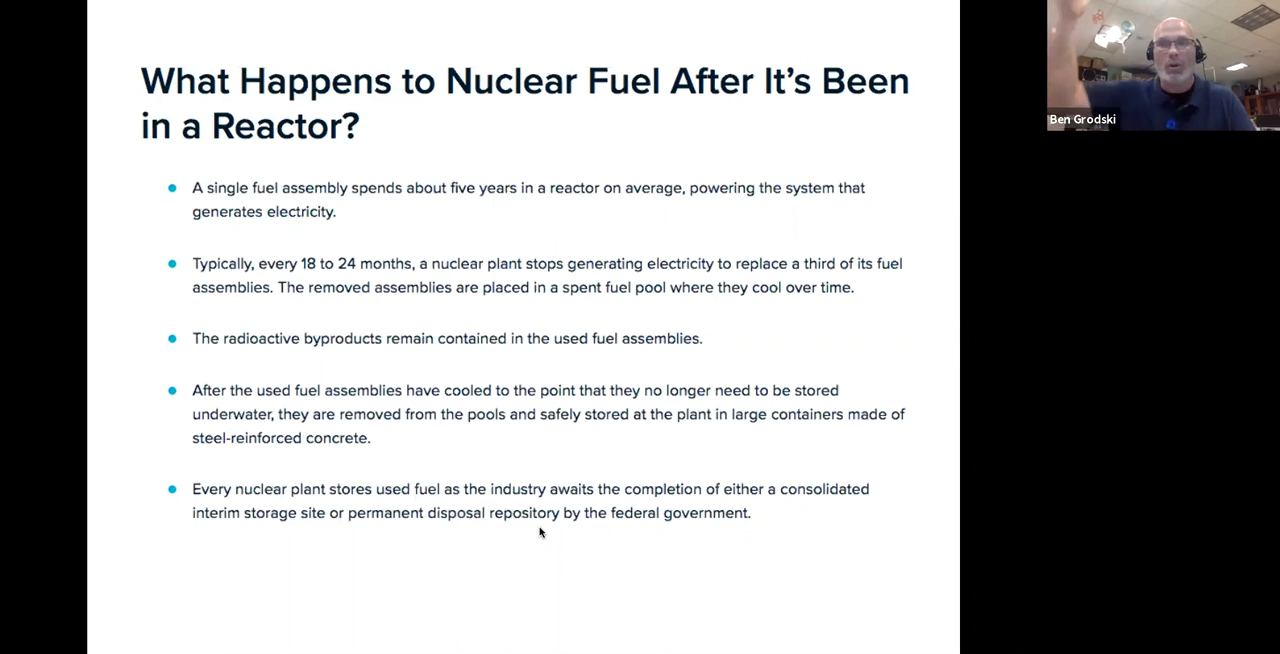 What Happens to Nuclear Fuel After It’s Been
in a Reactor?
A single fuel assembly spends about five years in a reactor on average, powering the system that
generates electricity.
Typically, every 18 to 24 months, a nuclear plant stops generating electricity to replace a third of its fuel
assemblies. The removed assemblies are placed in a spent fuel pool where they cool over time.
The radioactive byproducts remain contained in the used fuel assemblies.
After the used fuel assemblies have cooled to the point that they no longer need to be stored
underwater, they are removed from the pools and safely stored at the plant in large containers made of
steel-reinforced concrete.
Every nuclear plant stores used fuel as the industry awaits the completion of either a consolidated
interim storage site or permanent disposal repository by the federal government.
Ben Grodski